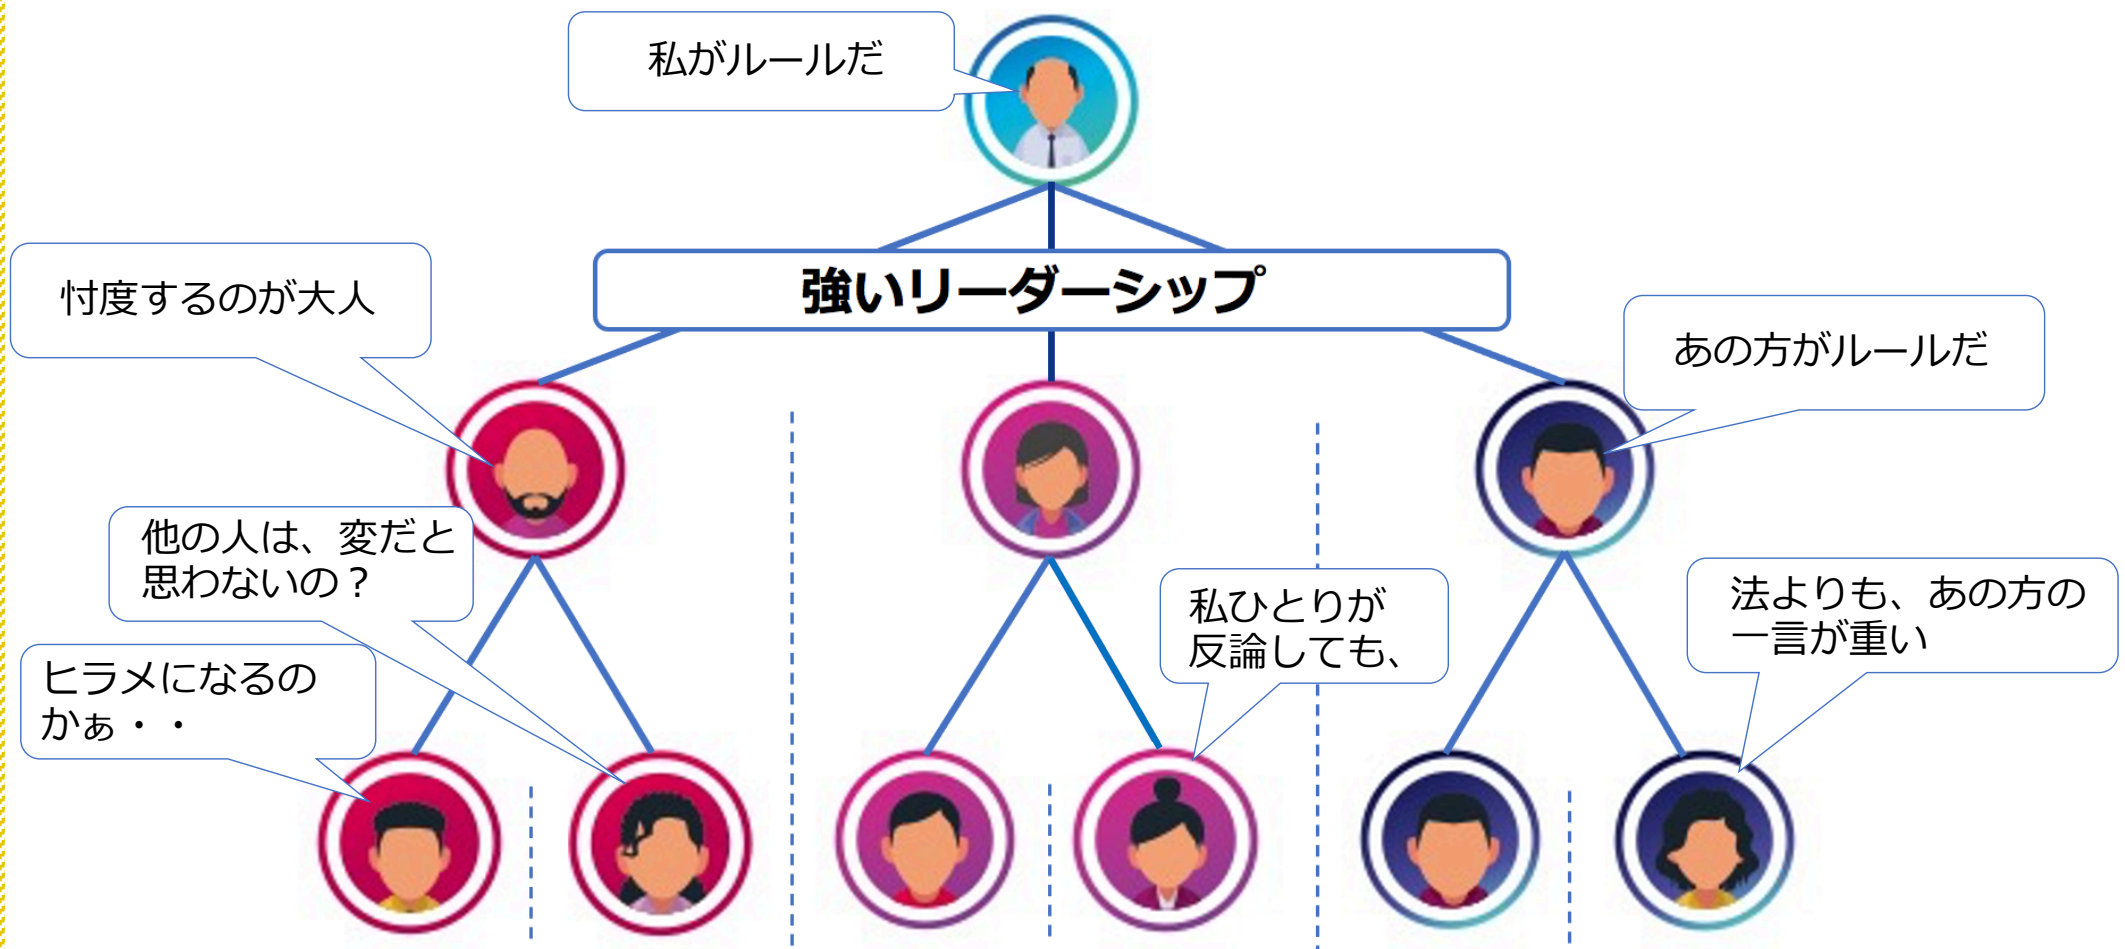 私がルールだ
強いリーダーシップ
忖度するのが大人
あの方がルールだ
他の人は、変だと
思わないの？
ヒラメになるの
かぁ・・
私ひとりが
反論しても、
法よりも、あの方の
一言が重い